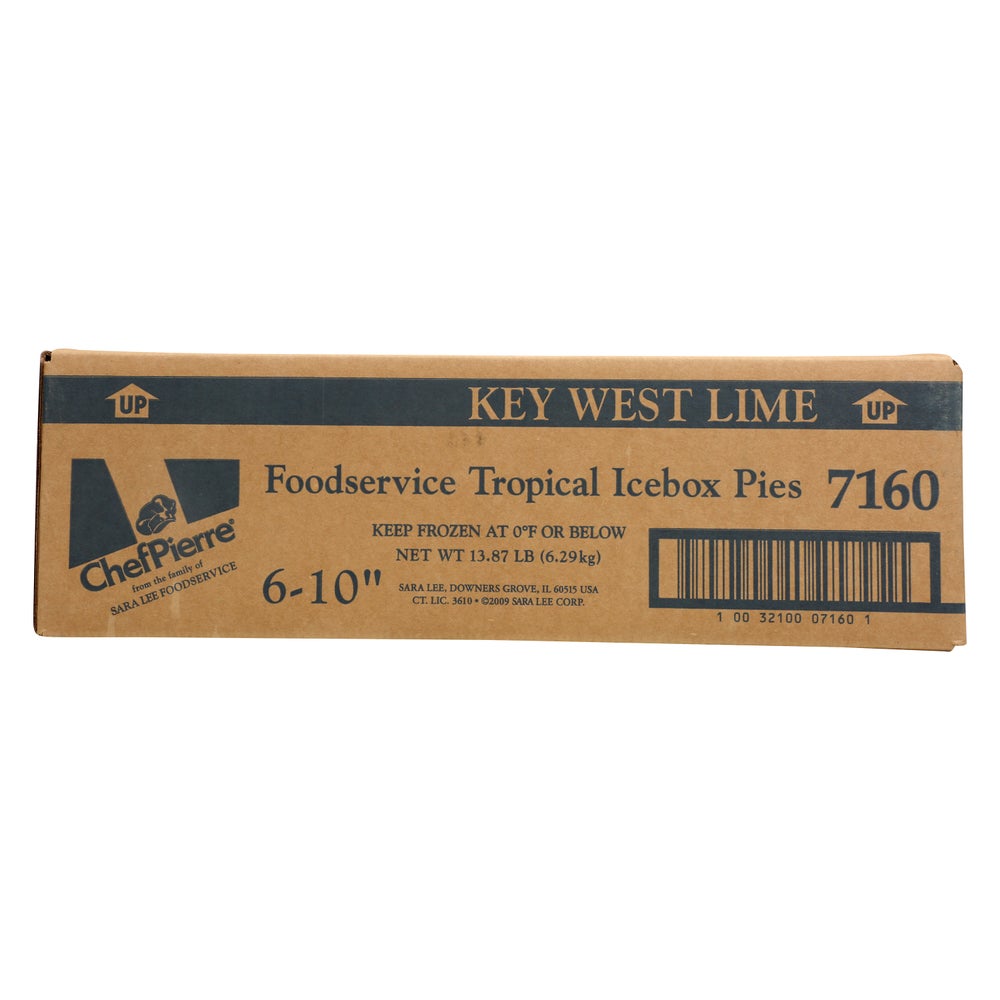 UP
KEY WEST LIME
UP
ChefPierre®
from the family of
SARA LEE FOODSERVICE
Foodservice Tropical Icebox Pies 7160
KEEP FROZEN AT 0°F OR BELOW
NET WT 13.87 LB (6.29kg)
6-10"
SARA LEE, DOWNERS GROVE, IL 60515 USA
CT. LIC. 3610 • ©2009 SARA LEE CORP.
1 00 32100 07160 1